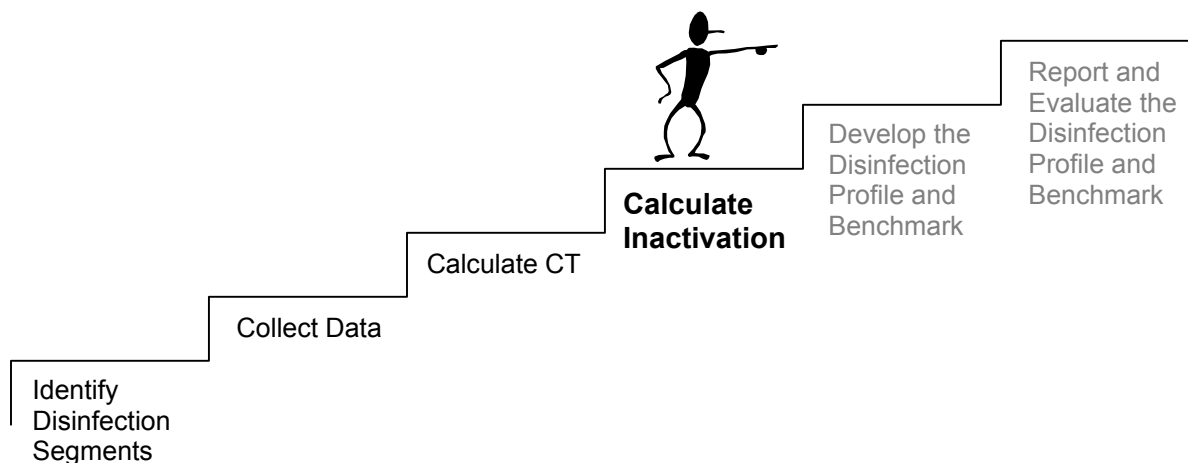 Identify
Disinfection
Segments
Collect Data
Calculate CT
Calculate
Inactivation
Develop the
Disinfection
Profile and
Benchmark
Report and
Evaluate the
Disinfection
Profile and
Benchmark